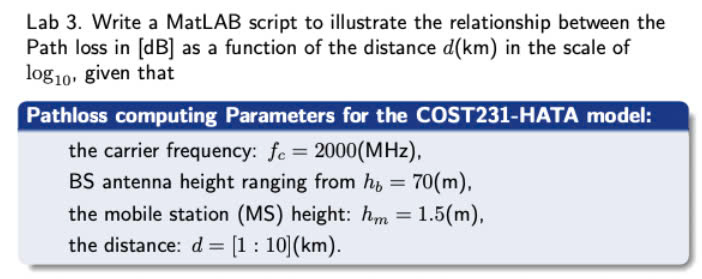 Lab 3. Write a MatLAB script to illustrate the relationship between the
Path loss in [dB] as a function of the distance d(km) in the scale of
log₁₀, given that
Pathloss computing Parameters for the COST231-HATA model:
the carrier frequency: f_c = 2000(MHz),
BS antenna height ranging from h_b = 70(m),
the mobile station (MS) height: h_m = 1.5(m),
the distance: d = [1 : 10](km).